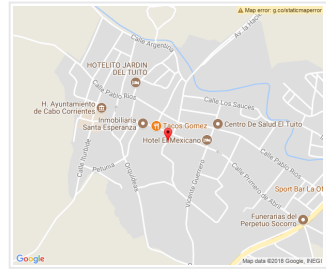 Map error: g.co/staticmaperror
Calle Argentina
Av. la Hacie
HOTELITO JARDIN
DEL TUITO
Calle Pablo Rios
Calle Los Sauces
H. Ayuntamiento
de Cabo Corrientes
Inmobiliaria
Santa Esperanza
Tacos Gomez
Centro De Salud El Tuito
Hotel El Mexicano
Calle Iturbide
Petunia
Orquideas
Vicente Guerrero
Calle Pablo Rios
Calle Primero de Abril
Sport Bar La O
Funerarias del
Perpetuo Socorro
Google
Map data ©2018 Google, INEGI